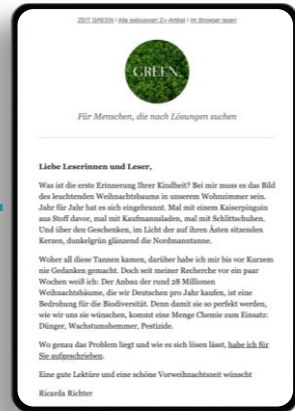 ZEIT GREEN | Alle exklusiven Z+-Artikel | Im Browser lesen
GREEN.
Für Menschen, die nach Lösungen suchen
Liebe Leserinnen und Leser,
Was ist die erste Erinnerung Ihrer Kindheit? Bei mir muss es das Bild
des leuchtenden Weihnachtsbaums in unserem Wohnzimmer sein.
Jahr für Jahr hat es sich eingebrannt. Mal mit einem Kaiserpinguin
aus Stoff davor, mal mit Kaufmannsladen, mal mit Schlittschuhen.
Und über den Geschenken, im Licht der auf ihren Ästen sitzenden
Kerzen, dunkelgrün glänzend die Nordmanntanne.
Woher all diese Tannen kamen, darüber habe ich mir bis vor Kurzem
nie Gedanken gemacht. Doch seit meiner Recherche vor ein paar
Wochen weiß ich: Der Anbau der rund 28 Millionen
Weihnachtsbäume, die wir Deutschen pro Jahr kaufen, ist eine
Bedrohung für die Biodiversität. Denn damit sie so perfekt werden,
wie wir uns sie wünschen, kommt eine Menge Chemie zum Einsatz:
Dünger, Wachstumshemmer, Pestizide.
Wo genau das Problem liegt und wie es sich lösen lässt, habe ich für
Sie aufgeschrieben.
Eine gute Lektüre und eine schöne Vorweihnachtszeit wünscht
Ricarda Richter